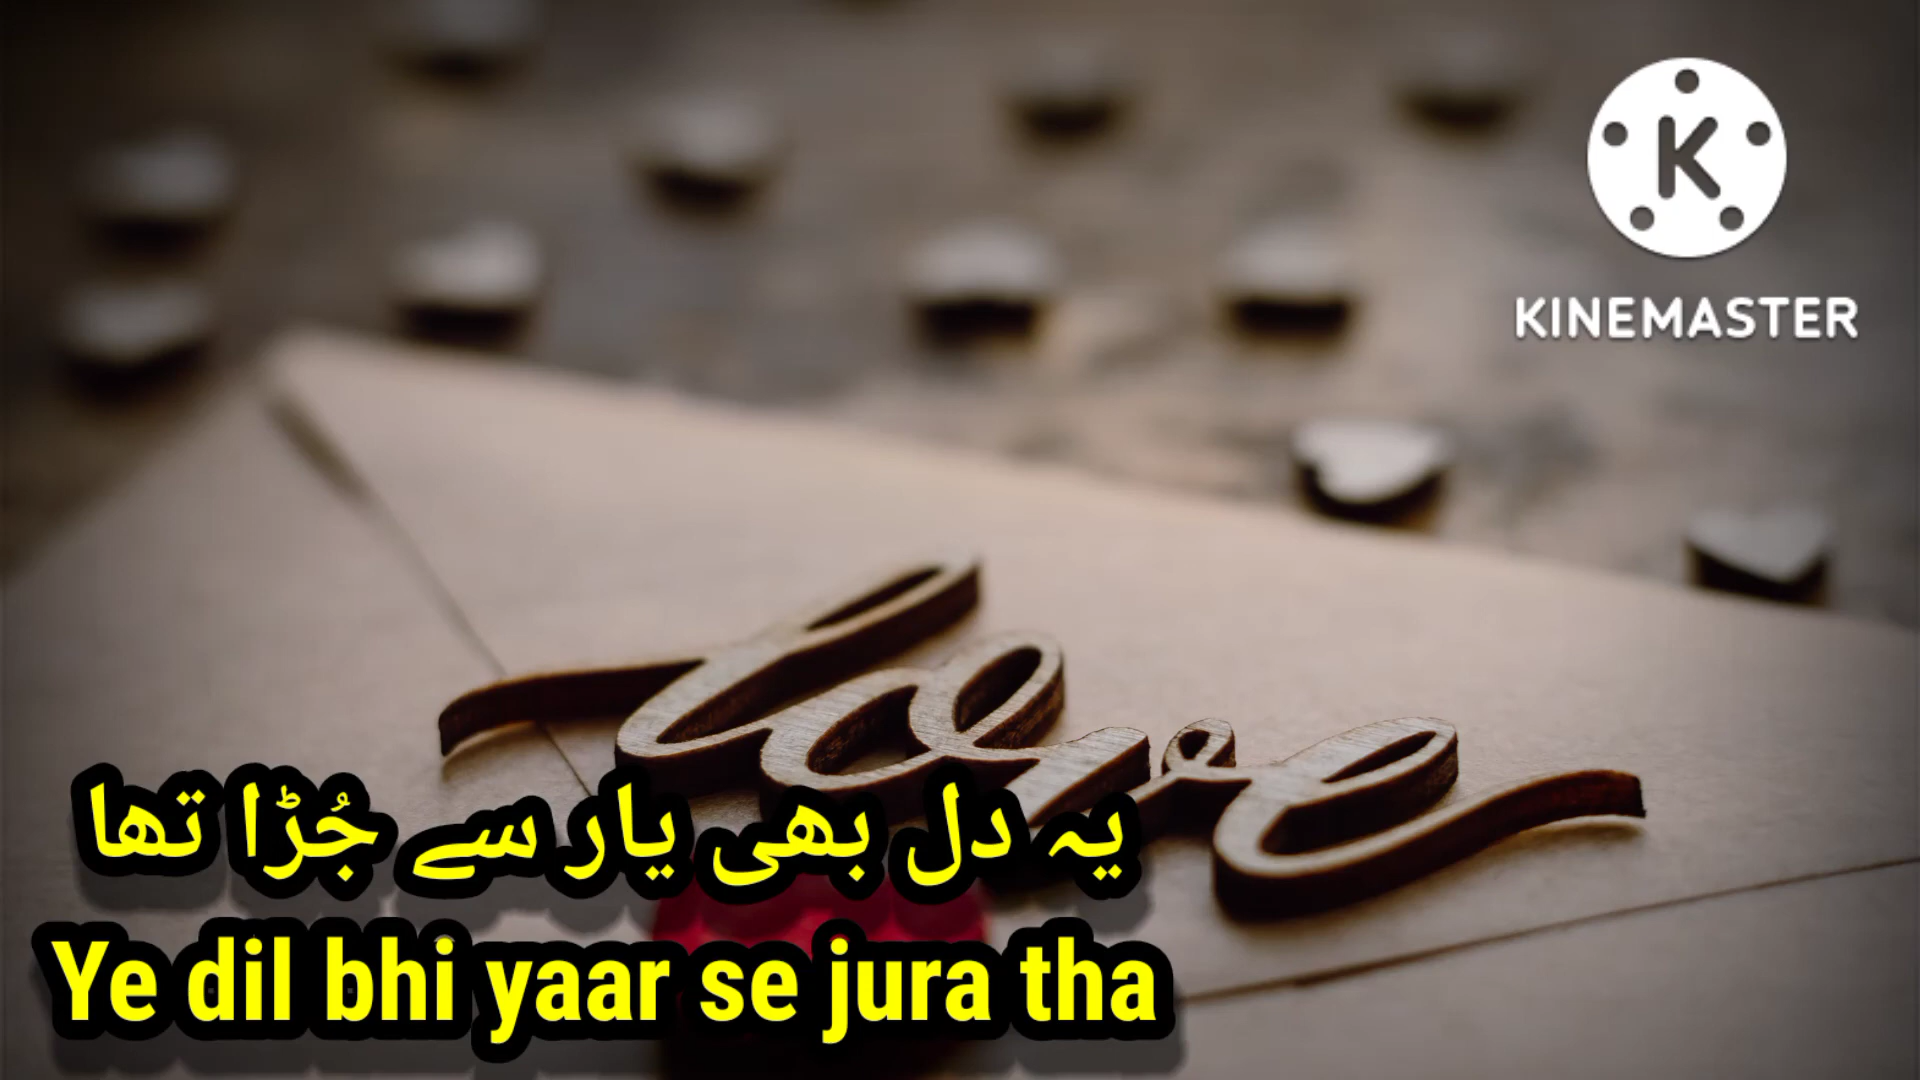 K
KINEMASTER
love
یہ دل بھی یار سے جُڑا تھا
Ye dil bhi yaar se jura tha